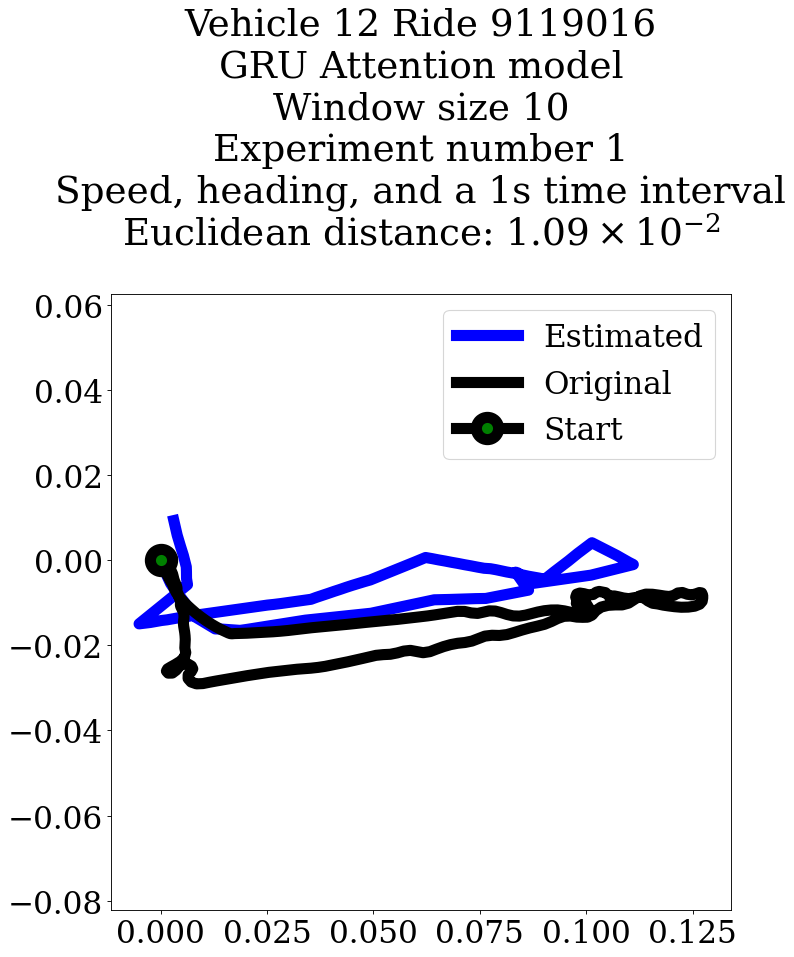 Vehicle 12 Ride 9119016
GRU Attention model
Window size 10
Experiment number 1
Speed, heading, and a 1s time interval
Euclidean distance: 1.09 × 10⁻²
0.06
0.04
0.02
0.00
−0.02
−0.04
−0.06
−0.08
Estimated
Original
Start
0.000 0.025 0.050 0.075 0.100 0.125